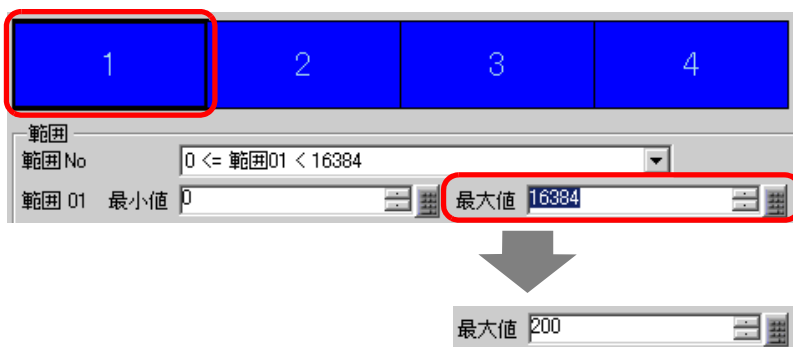 1 2 3 4
範囲
範囲No 0 <= 範囲01 < 16384
範囲 01 最小値 0 最大値 16384
最大値 200